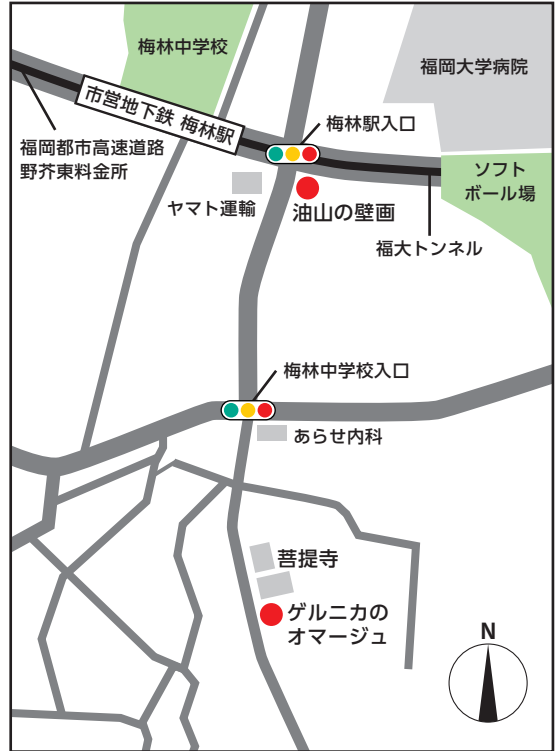 梅林中学校
福岡大学病院
市営地下鉄 梅林駅
梅林駅入口
福岡都市高速道路
野芥東料金所
ソフト
ボール場
ヤマト運輸
油山の壁画
福大トンネル
梅林中学校入口
あらせ内科
菩提寺
ゲルニカの
オマージュ
N